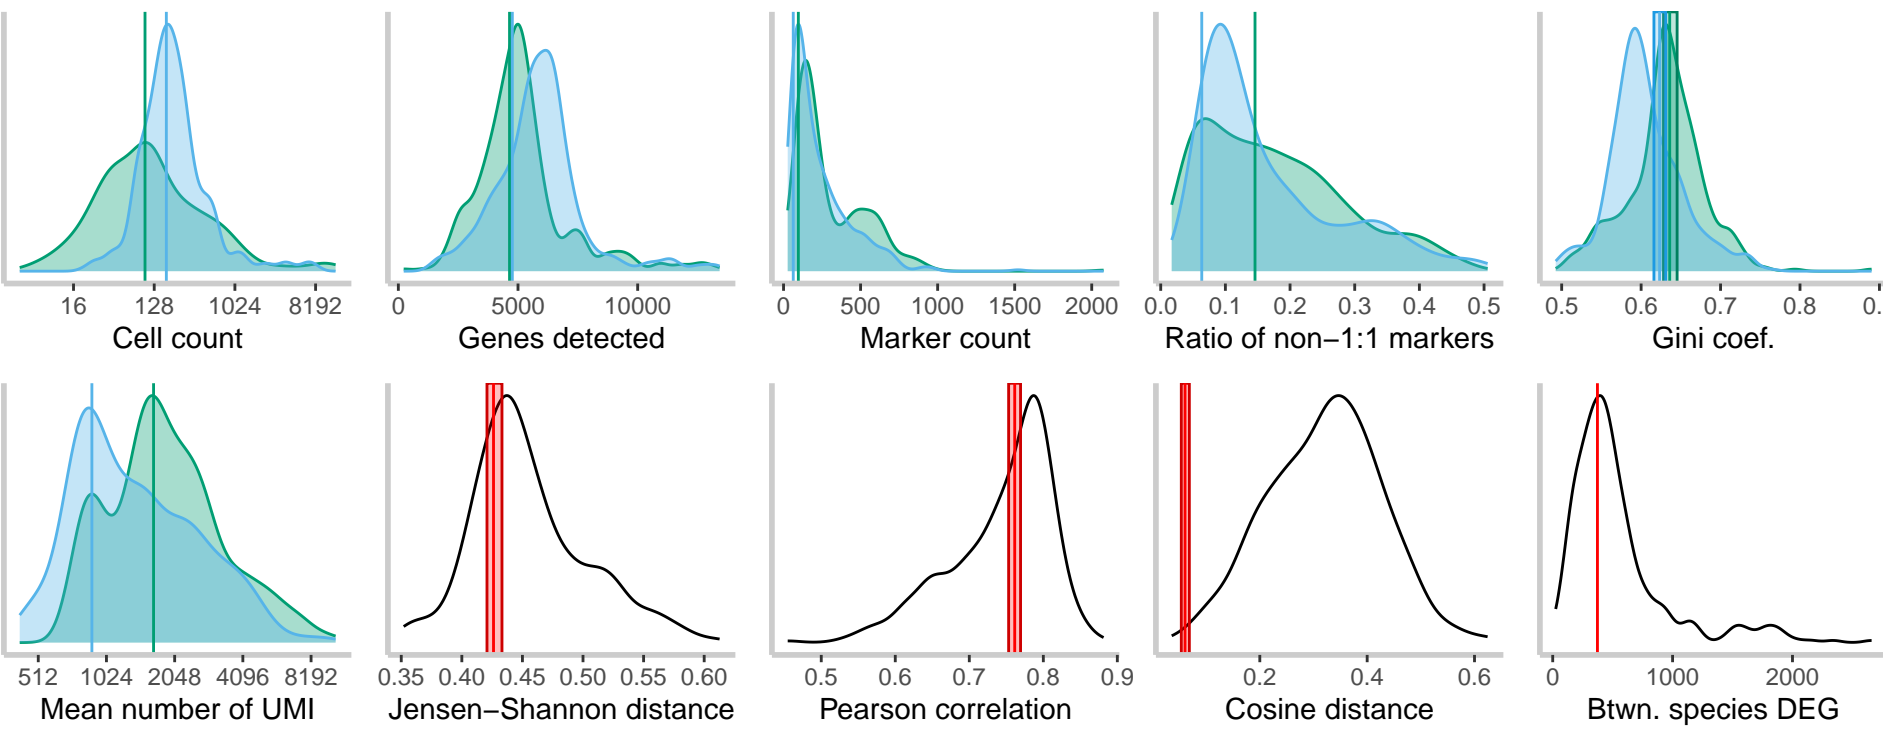 16 128 1024 8192
Cell count
0 5000 10000
Genes detected
0 500 1000 1500 2000
Marker count
0.0 0.1 0.2 0.3 0.4 0.5
Ratio of non−1:1 markers
0.5 0.6 0.7 0.8 0.
Gini coef.
512 1024 2048 4096 8192
Mean number of UMI
0.35 0.40 0.45 0.50 0.55 0.60
Jensen−Shannon distance
0.5 0.6 0.7 0.8 0.9
Pearson correlation
0.2 0.4 0.6
Cosine distance
0 1000 2000
Btwn. species DEG